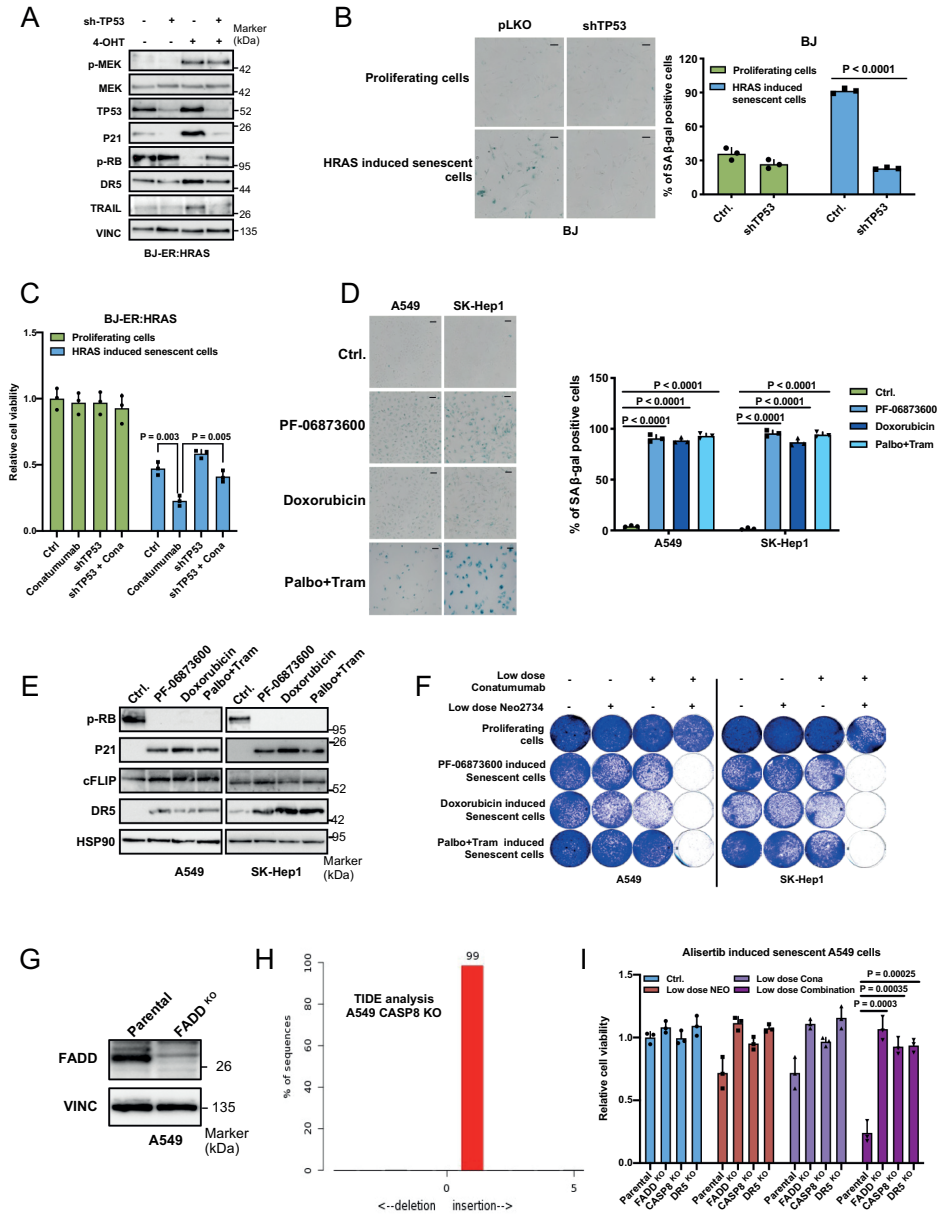 A
sh-TP53 - + - +
4-OHT - - + +
Marker
(kDa)
p-MEK
42
MEK
42
TP53
52
26
P21
p-RB
95
DR5
44
TRAIL
26
VINC
135
BJ-ER:HRAS
B
pLKO shTP53
Proliferating cells
HRAS induced senescent
cells
BJ
BJ
% of SA β-gal positive cells
120
90
60
30
0
Proliferating cells
HRAS induced
senescent cells
P < 0.0001
Ctrl. shTP53 Ctrl. shTP53
C
BJ-ER:HRAS
Relative cell viability
1.5
1.0
0.5
0.0
Proliferating cells
HRAS induced senescent cells
P = 0.003 P = 0.005
Ctrl Conatumumab shTP53 shTP53 + Cona Ctrl Conatumumab shTP53 shTP53 + Cona
D
A549 SK-Hep1
Ctrl.
PF-06873600
Doxorubicin
Palbo+Tram
% of SA β-gal positive cells
150
100
50
0
P < 0.0001 P < 0.0001
P < 0.0001 P < 0.0001
P < 0.0001 P < 0.0001
Ctrl.
PF-06873600
Doxorubicin
Palbo+Tram
A549 SK-Hep1
E
Ctrl. PF-06873600 Doxorubicin Palbo+Tram Ctrl. PF-06873600 Doxorubicin Palbo+Tram
p-RB
95
26
P21
cFLIP
52
DR5
42
HSP90
95
A549 SK-Hep1
Marker
(kDa)
F
Low dose
Conatumumab - - + + - - + +
Low dose Neo2734 - + - + - + - +
Proliferating
cells
PF-06873600 induced
Senescent cells
Doxorubicin induced
Senescent cells
Palbo+Tram induced
Senescent cells
A549 SK-Hep1
G
Parental FADD KO
FADD
26
VINC
135
A549
Marker
(kDa)
H
% of sequences
100
80
60
40
20
0
99
TIDE analysis
A549 CASP8 KO
0 5
<--deletion insertion-->
I
Alisertib induced senescent A549 cells
Relative cell viability
1.5
1.0
0.5
0.0
Ctrl. Low dose Cona
Low dose NEO Low dose Combination
P = 0.00025
P = 0.00035
P = 0.0003
Parental FADD KO CASP8 KO DR5 KO Parental FADD KO CASP8 KO DR5 KO Parental FADD KO CASP8 KO DR5 KO Parental FADD KO CASP8 KO DR5 KO